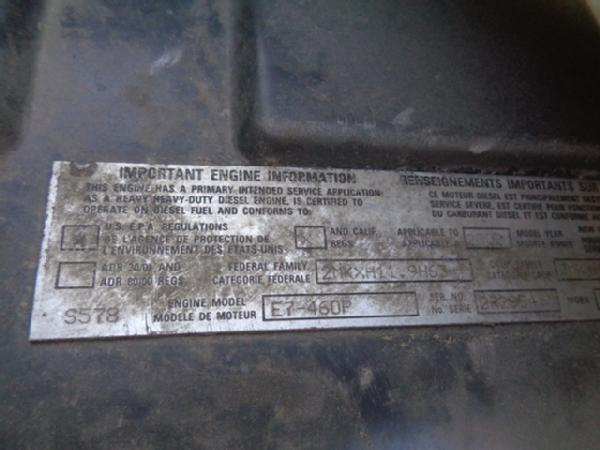 IMPORTANT ENGINE INFORMATION
THIS ENGINE HAS A PRIMARY INTENDED SERVICE APPLICATION
AS A HEAVY HEAVY-DUTY DIESEL ENGINE, IS CERTIFIED TO
OPERATE ON DIESEL FUEL AND CONFORMS TO:
RENSEIGNEMENTS IMPORTANTS SUR
CE MOTEUR DIESEL EST PRINCIPALEMENT
SERVICE SEVERE, EST CERTIFIE POUR
DU CARBURANT DIESEL ET EST CONFORME
U.S. E.P.A. REGULATIONS
DE L'AGENCE DE PROTECTION DE
L'ENVIRONNEMENT DES ETATS-UNIS
AND CALIF.
REGS.
APPLICABLE TO
MODEL YEAR
ADR 30/01 AND
ADR 80/00 REGS.
FEDERAL FAMILY
CATEGORIE FEDERALE
2MKXH11.9H63
S578
ENGINE MODEL
MODELE DE MOTEUR
E7-460P
SER. NO.
No. SERIE